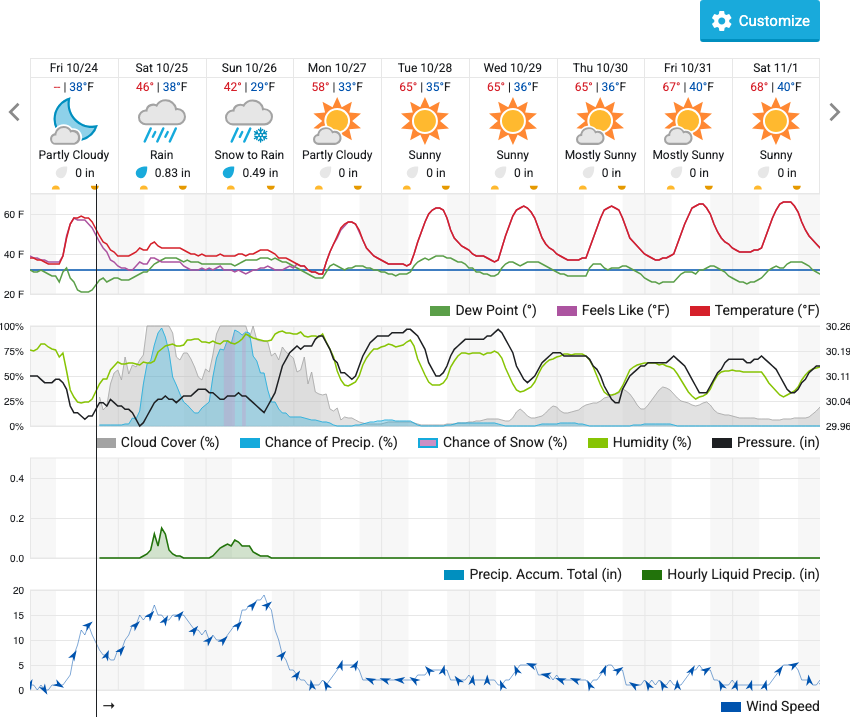 Customize
Fri 10/24 Sat 10/25 Sun 10/26 Mon 10/27 Tue 10/28 Wed 10/29 Thu 10/30 Fri 10/31 Sat 11/1
-- | 38°F 46° | 38°F 42° | 29°F 58° | 33°F 65° | 35°F 65° | 36°F 65° | 36°F 67° | 40°F 68° | 40°F
Partly Cloudy Rain Snow to Rain Partly Cloudy Sunny Sunny Mostly Sunny Mostly Sunny Sunny
0 in 0.83 in 0.49 in 0 in 0 in 0 in 0 in 0 in 0 in
60 F
40 F
20 F
Dew Point (°) Feels Like (°F) Temperature (°F)
100% 30.26
75% 30.19
50% 30.11
25% 30.04
0% 29.96
Cloud Cover (%) Chance of Precip. (%) Chance of Snow (%) Humidity (%) Pressure. (in)
0.4
0.2
0.0
Precip. Accum. Total (in) Hourly Liquid Precip. (in)
20
15
10
5
0
→
Wind Speed